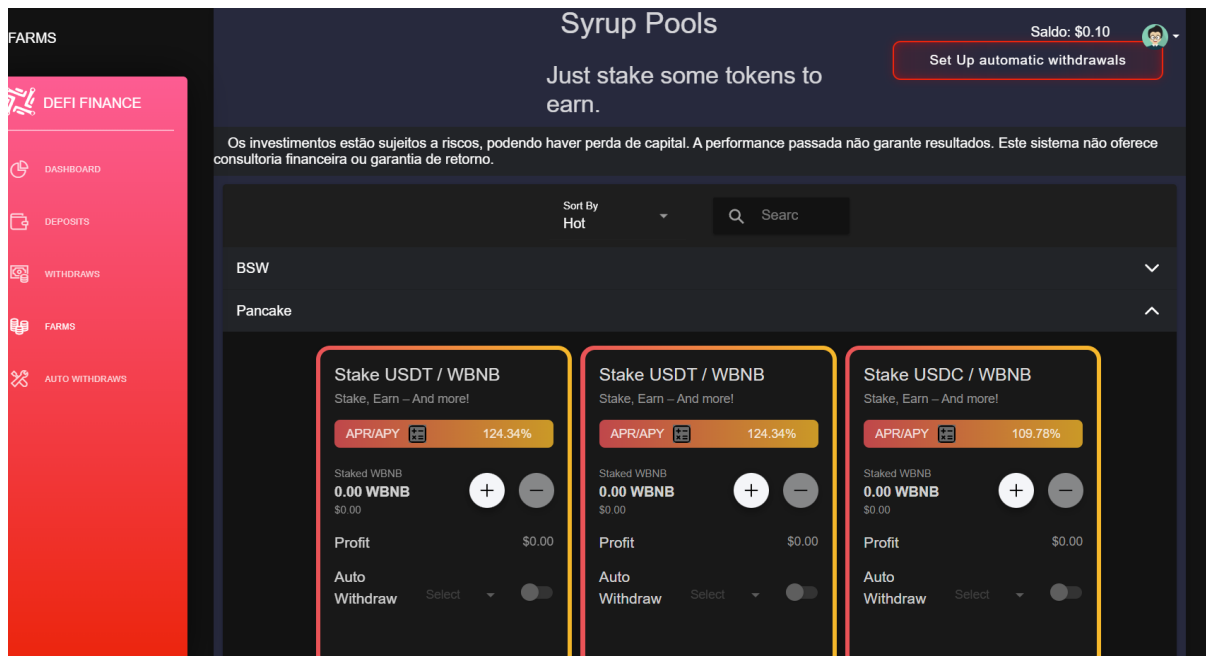 FARMS
Syrup Pools
Saldo: $0.10
Set Up automatic withdrawals
Just stake some tokens to
earn.
DEFI FINANCE
DASHBOARD
DEPOSITS
WITHDRAWS
FARMS
AUTO WITHDRAWS
Os investimentos estão sujeitos a riscos, podendo haver perda de capital. A performance passada não garante resultados. Este sistema não oferece
consultoria financeira ou garantia de retorno.
Sort By
Hot
Searc
BSW
Pancake
Stake USDT / WBNB
Stake, Earn – And more!
APR/APY 124.34%
Staked WBNB
0.00 WBNB
$0.00
Profit $0.00
Auto
Withdraw Select
Stake USDT / WBNB
Stake, Earn – And more!
APR/APY 124.34%
Staked WBNB
0.00 WBNB
$0.00
Profit $0.00
Auto
Withdraw Select
Stake USDC / WBNB
Stake, Earn – And more!
APR/APY 109.78%
Staked WBNB
0.00 WBNB
$0.00
Profit $0.00
Auto
Withdraw Select